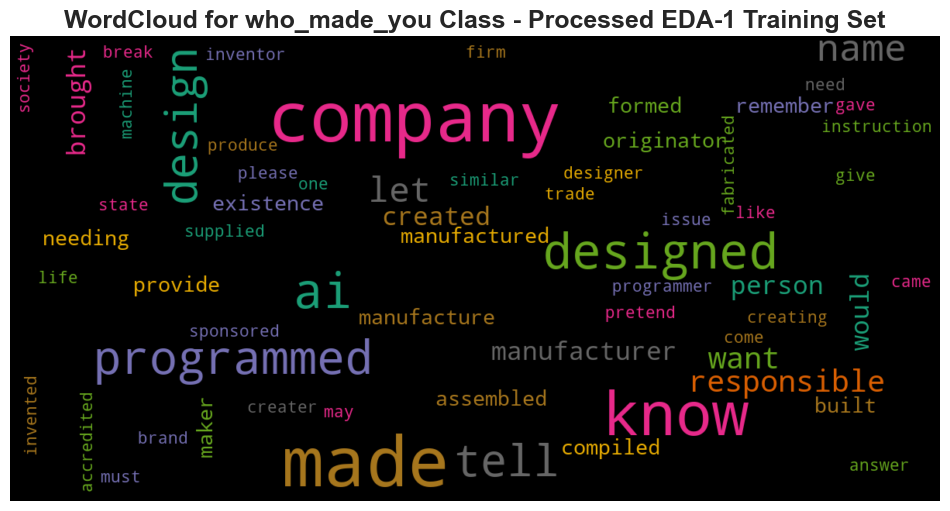 WordCloud for who_made_you Class - Processed EDA-1 Training Set
society
break
inventor
firm
name
brought
machine
design
company
need
formed
remember
gave
instruction
produce
originator
fabricated
please
one
similar
designer
trade
give
let
state
existence
created
issue
like
needing
supplied
manufactured
designed
life
provide
ai
programmer
person
would
came
manufacture
pretend
creating
sponsored
come
programmed
manufacturer
want
responsible
invented
accredited
maker
creater
may
assembled
know
built
brand
made
tell
compiled
must
answer